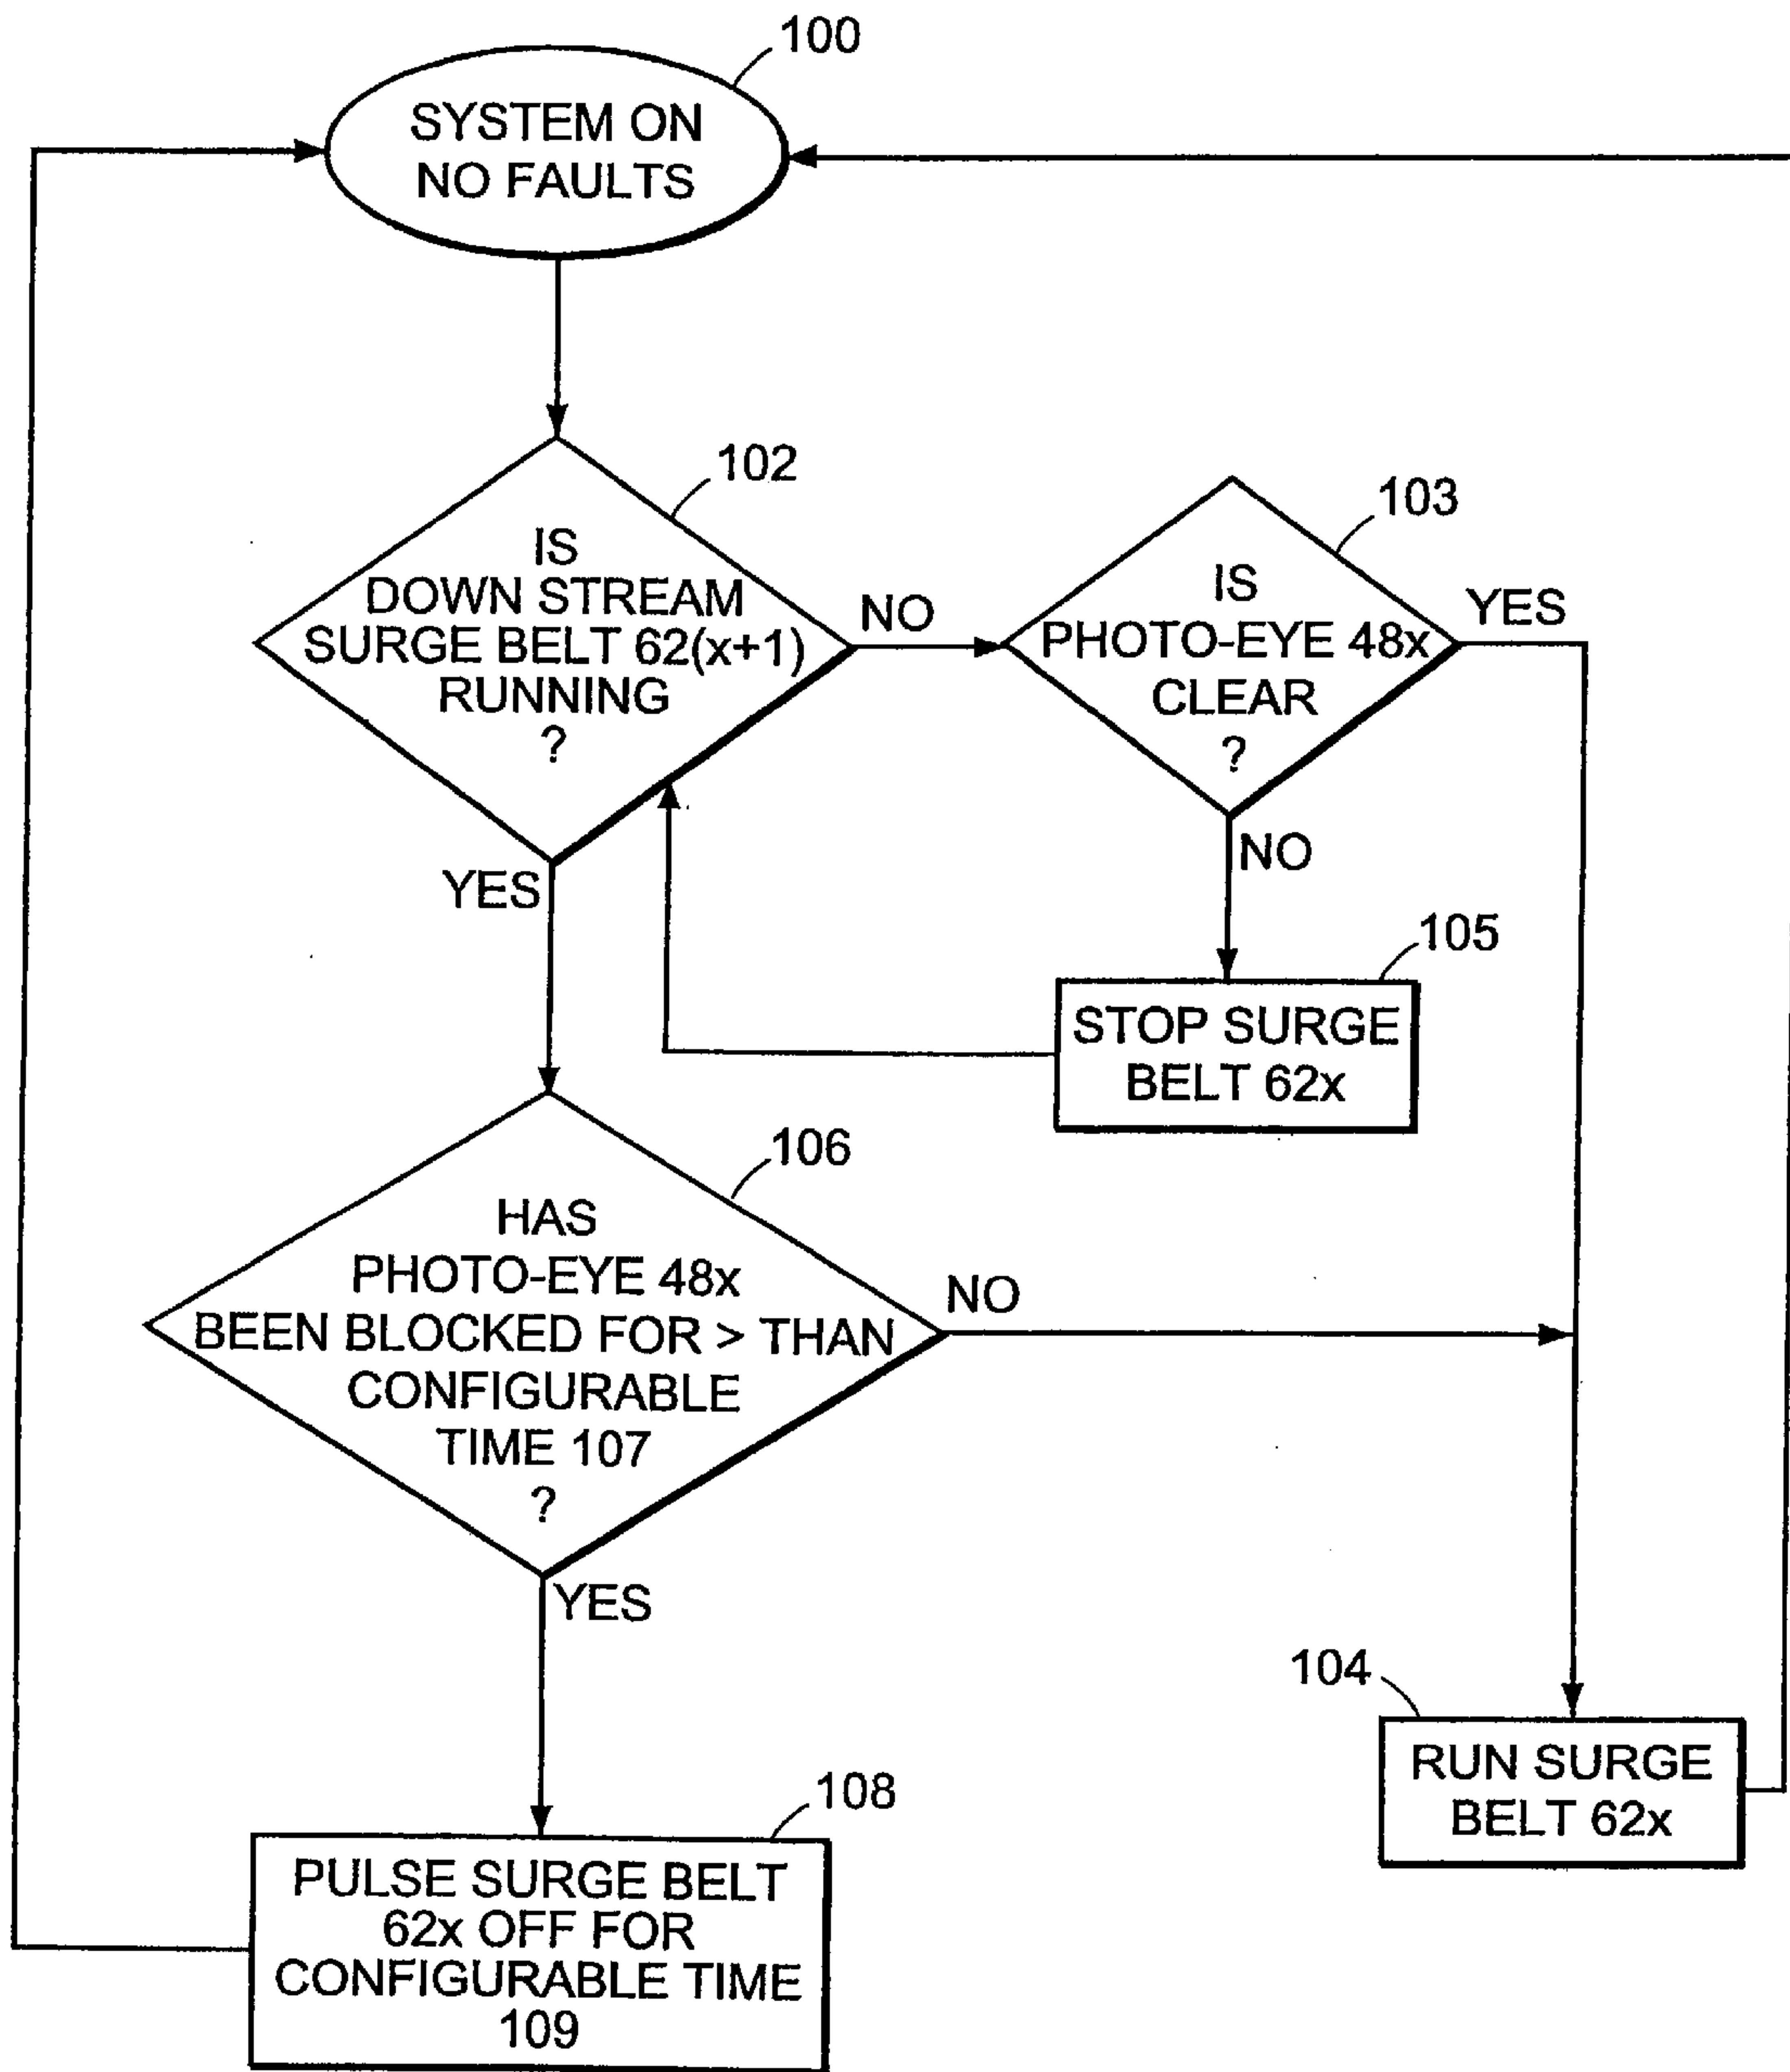 100
SYSTEM ON
NO FAULTS
102
IS
DOWN STREAM
SURGE BELT 62(x+1)
RUNNING
?
NO
103
IS
PHOTO-EYE 48x
CLEAR
?
YES
NO
YES
105
STOP SURGE
BELT 62x
106
HAS
PHOTO-EYE 48x
BEEN BLOCKED FOR > THAN
CONFIGURABLE
TIME 107
?
NO
YES
104
RUN SURGE
BELT 62x
108
PULSE SURGE BELT
62x OFF FOR
CONFIGURABLE TIME
109